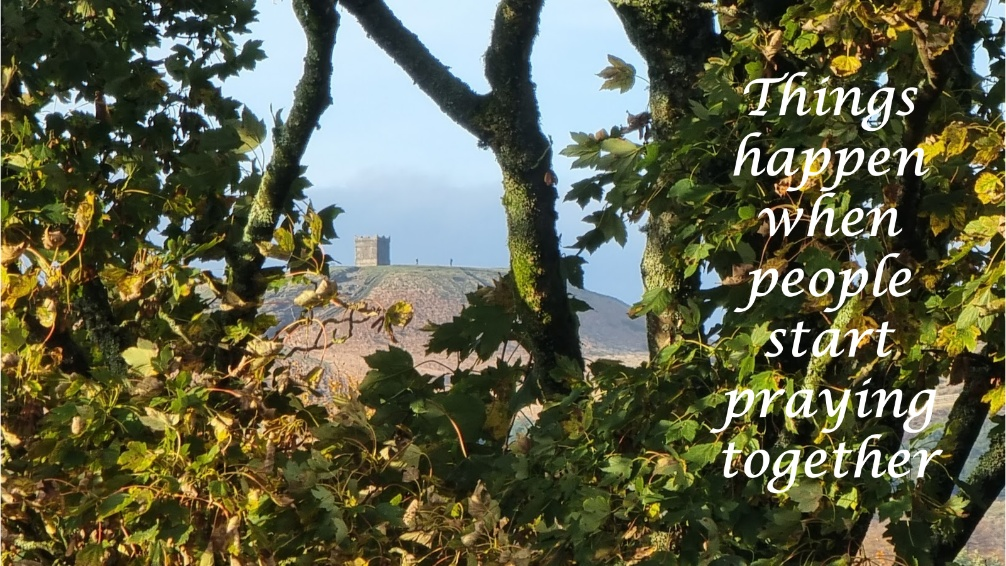 Things
happen
when
people
start
praying
together